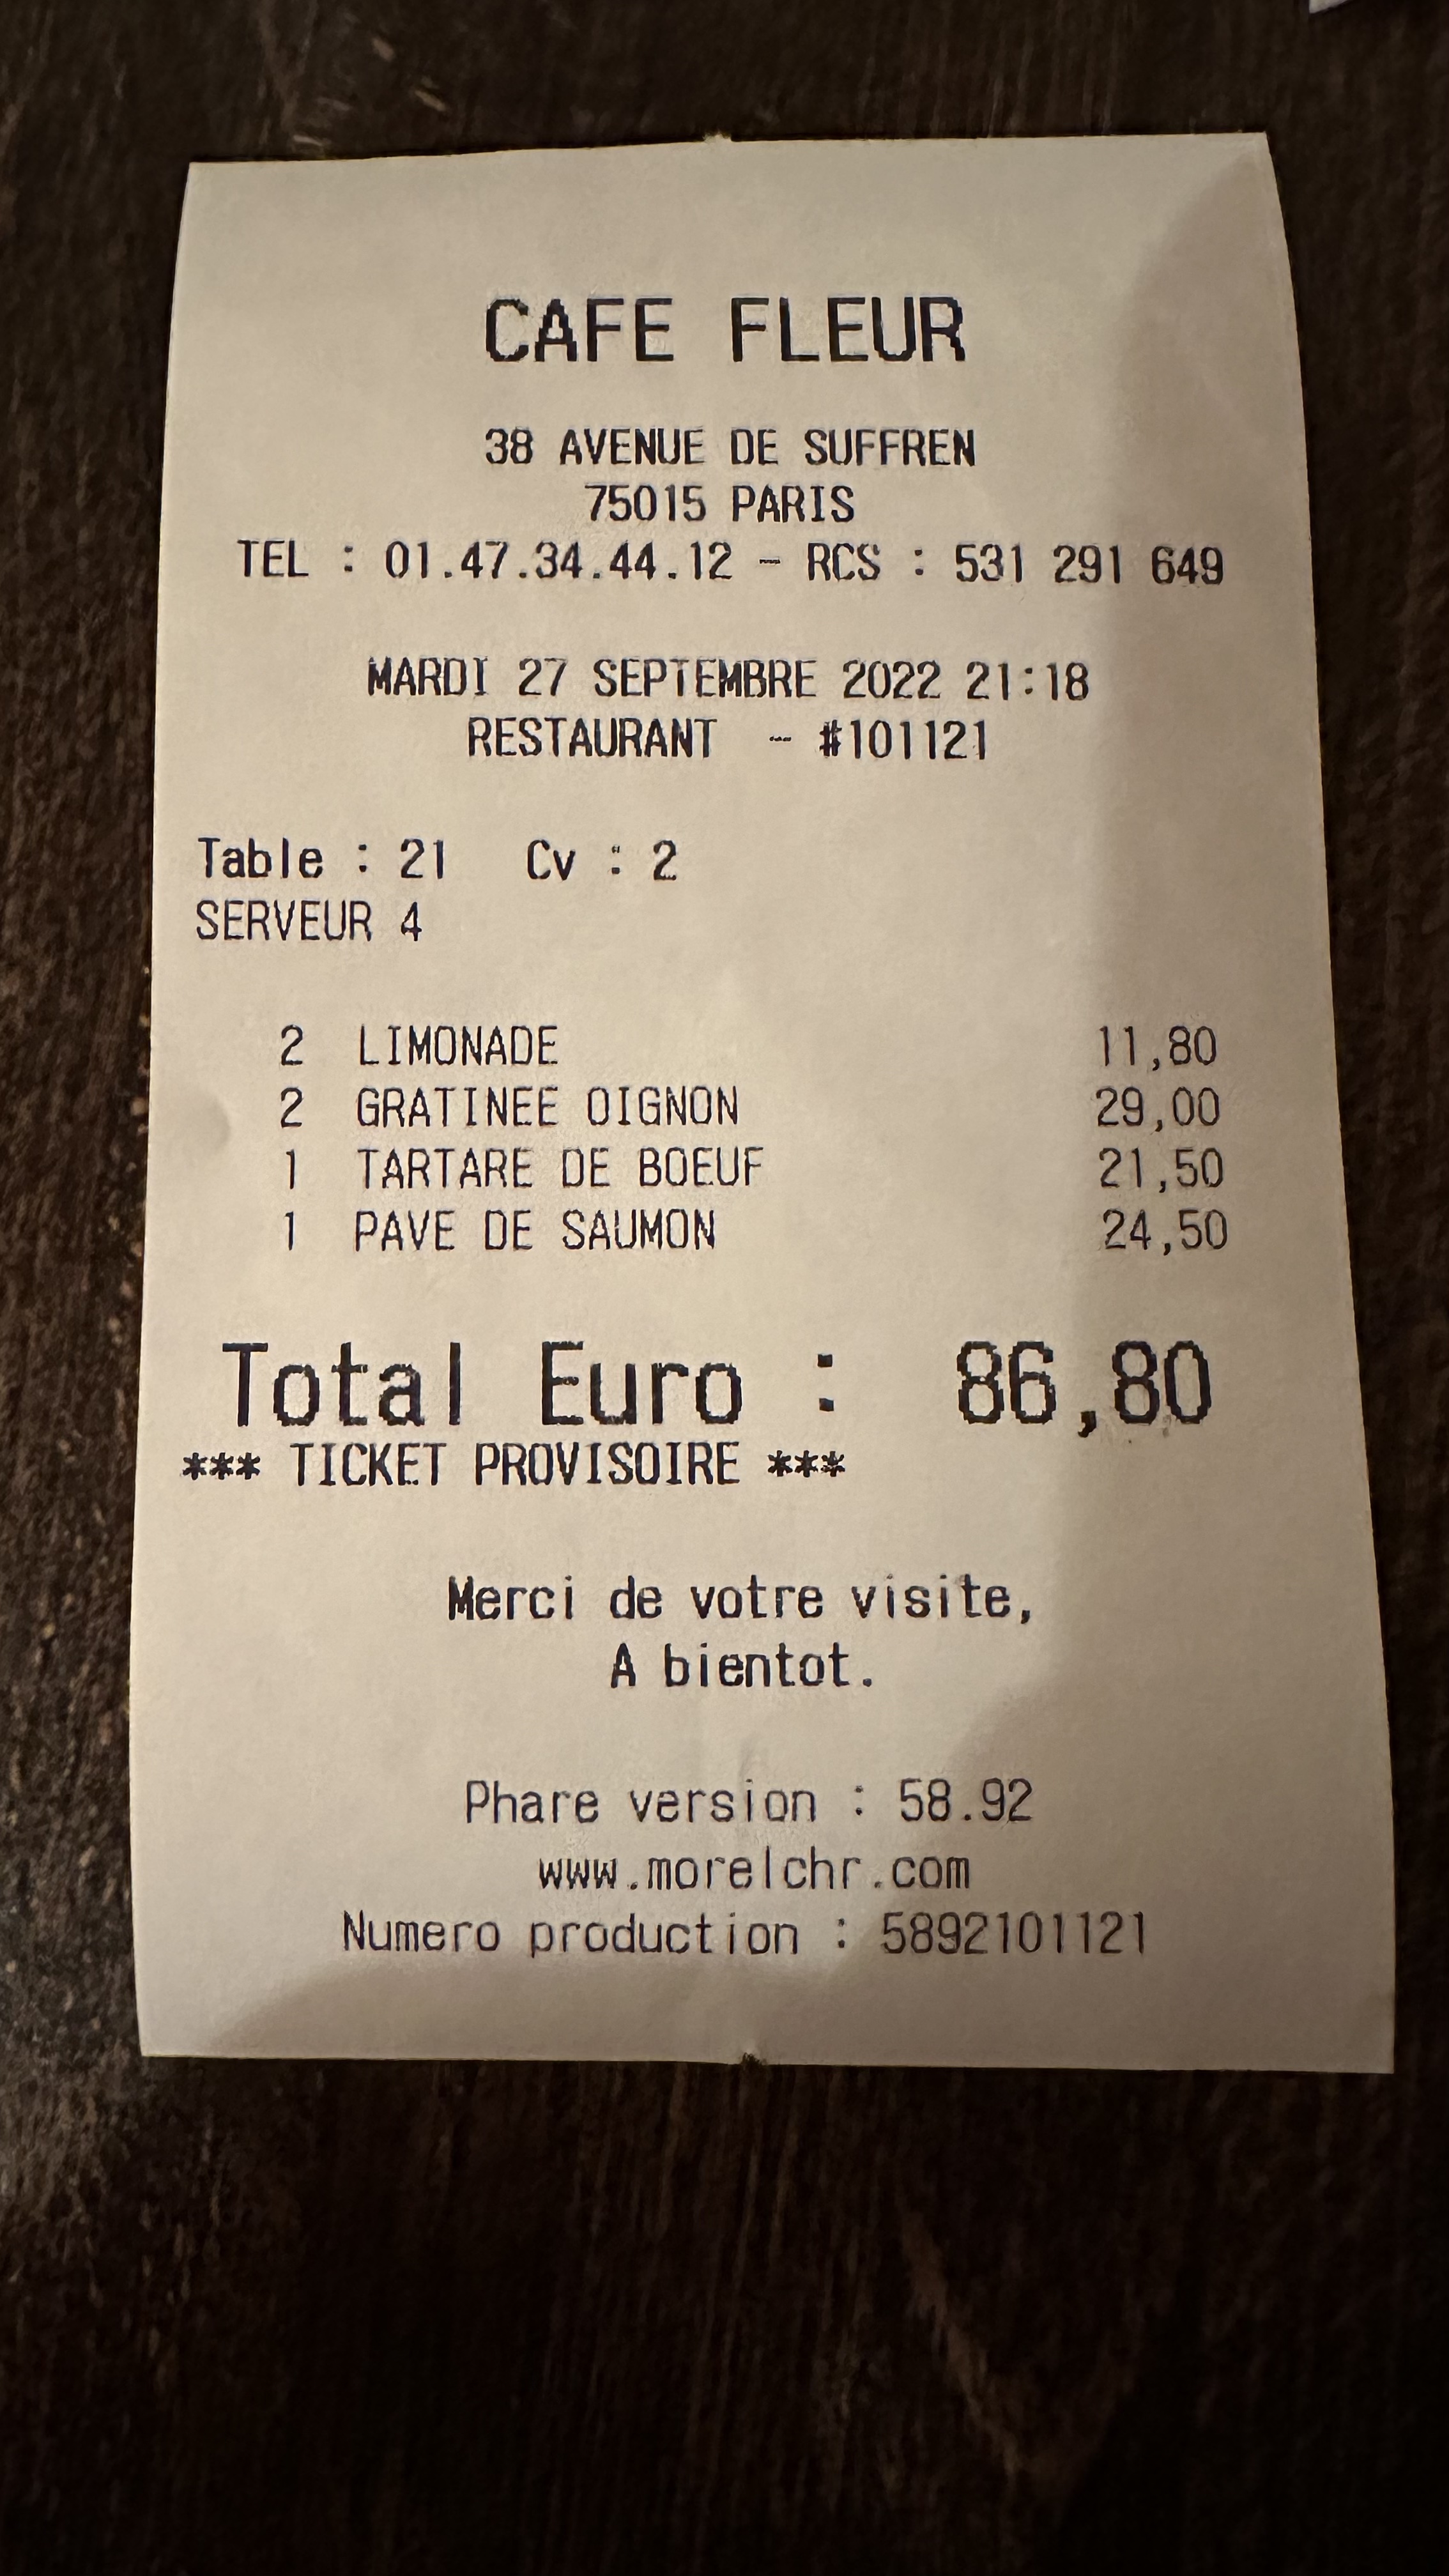 CAFE FLEUR
38 AVENUE DE SUFFREN
75015 PARIS
TEL : 01.47.34.44.12 - RCS : 531 291 649
MARDI 27 SEPTEMBRE 2022 21:18
RESTAURANT - #101121
Table : 21 Cv : 2
SERVEUR 4
2 LIMONADE 11,80
2 GRATINEE OIGNON 29,00
1 TARTARE DE BOEUF 21,50
1 PAVE DE SAUMON 24,50
Total Euro : 86,80
*** TICKET PROVISOIRE ***
Merci de votre visite,
A bientot.
Phare version : 58.92
www.morelchr.com
Numero production : 5892101121